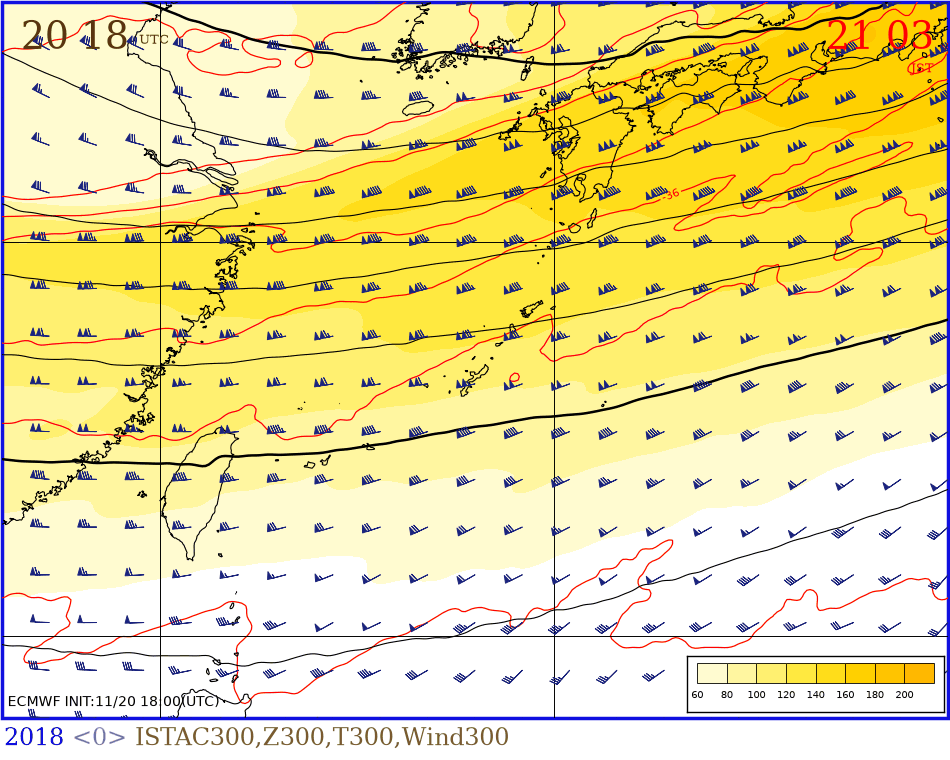 20 18 UTC
21 03
JST
-36
ECMWF INIT:11/20 18:00(UTC)
60 80 100 120 140 160 180 200
2018 <0> ISTAC300,Z300,T300,Wind300